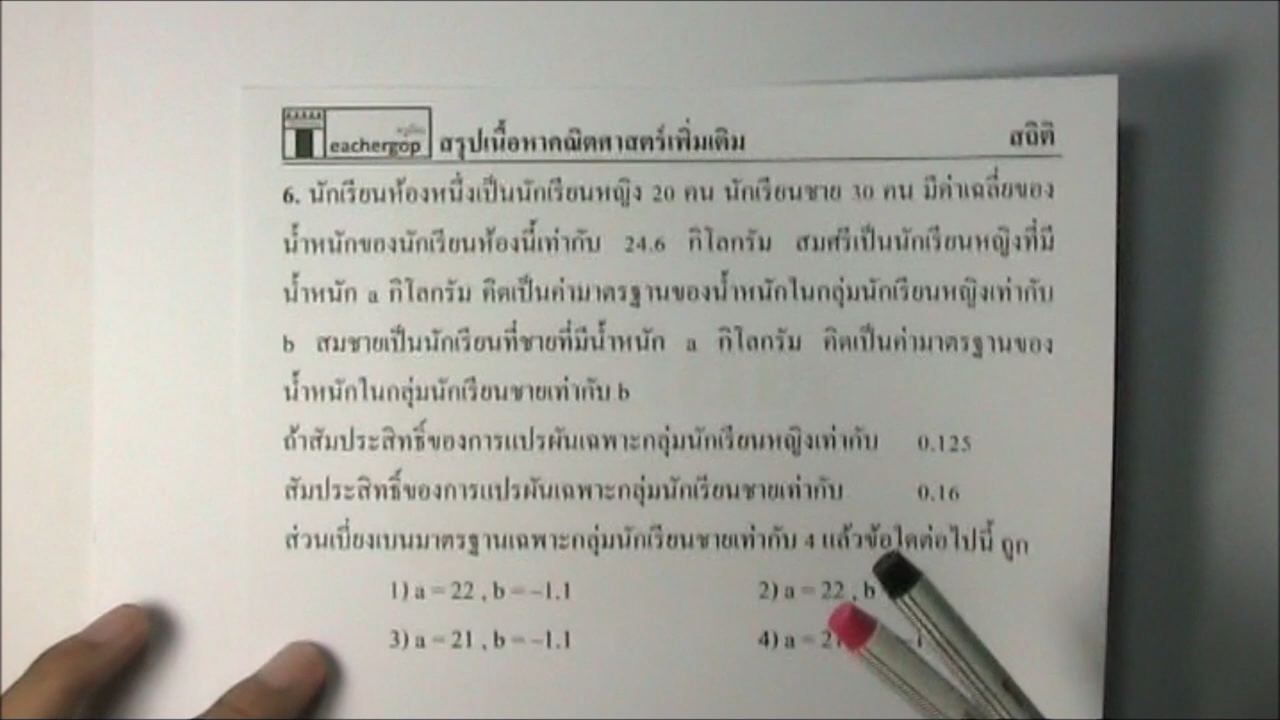 eachergop สรุปเนื้อหาคณิตศาสตร์เพิ่มเติม สถิติ
6. นักเรียนห้องหนึ่งเป็นนักเรียนหญิง 20 คน นักเรียนชาย 30 คน มีค่าเฉลี่ยของ
น้ำหนักของนักเรียนห้องนี้เท่ากับ 24.6 กิโลกรัม สมศรีเป็นนักเรียนหญิงที่มี
น้ำหนัก a กิโลกรัม คิดเป็นค่ามาตรฐานของน้ำหนักในกลุ่มนักเรียนหญิงเท่ากับ
b สมชายเป็นนักเรียนที่ชายที่มีน้ำหนัก a กิโลกรัม คิดเป็นค่ามาตรฐานของ
น้ำหนักในกลุ่มนักเรียนชายเท่ากับ b
ถ้าสัมประสิทธิ์ของการแปรผันเฉพาะกลุ่มนักเรียนหญิงเท่ากับ 0.125
สัมประสิทธิ์ของการแปรผันเฉพาะกลุ่มนักเรียนชายเท่ากับ 0.16
ส่วนเบี่ยงเบนมาตรฐานเฉพาะกลุ่มนักเรียนชายเท่ากับ 4 แล้วข้อใดต่อไปนี้ ถูก
1) a = 22 , b = -1.1 2) a = 22 , b
3) a = 21 , b = -1.1 4) a =